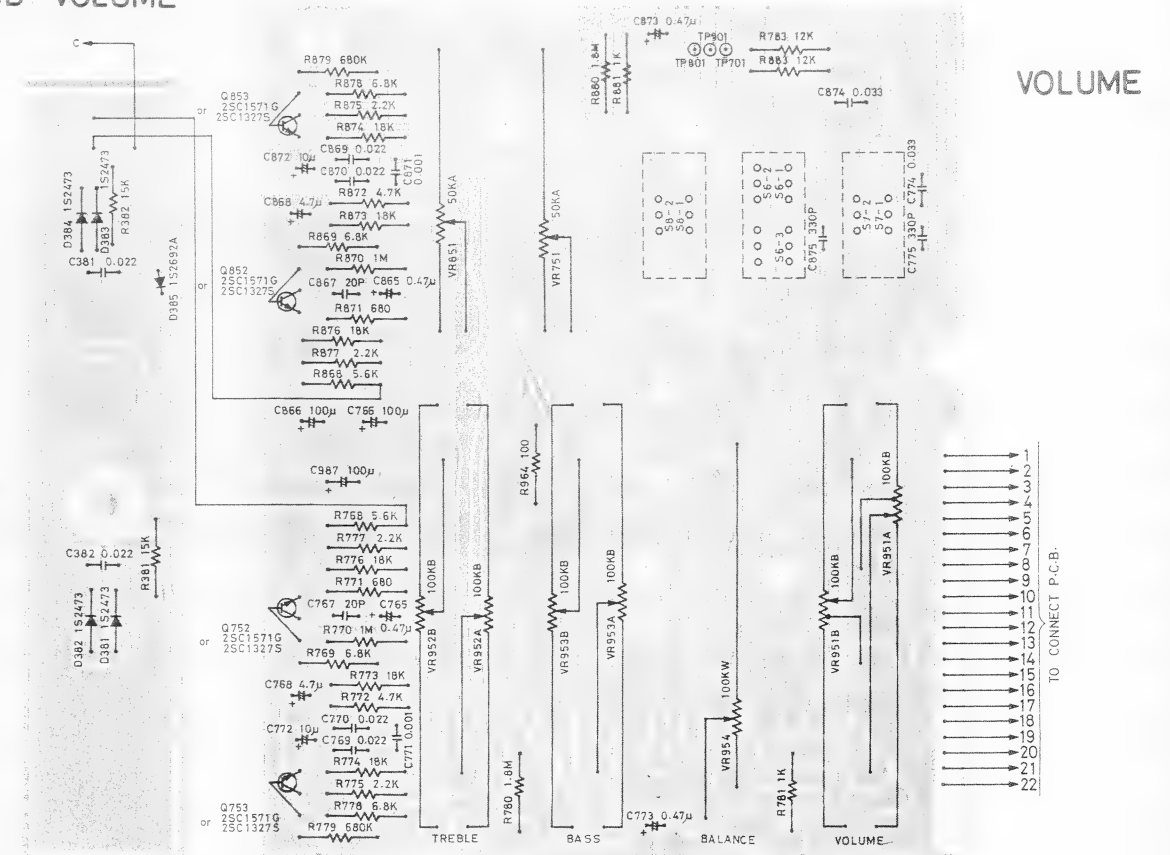 VOLUME
VOLUME
C
R879 680K
R878 6.8K
R875 2.2K
R874 18K
Q853
2SC1571G
or 2SC1327S
C869 0.022
C872 10µ
C870 0.022
C871 0.001
R872 4.7K
C868 4.7µ
R873 18K
R869 6.8K
R870 1M
Q852
2SC1571G
or 2SC1327S
C867 20P
C865 0.47µ
R871 680
R876 18K
R877 2.2K
R868 5.6K
C866 100µ
C766 100µ
C987 100µ
R768 5.6K
R777 2.2K
R776 18K
R771 680
C767 20P
C765 0.47µ
R770 1M
Q752
2SC1571G
or 2SC1327S
R769 6.8K
R773 18K
C768 4.7µ
R772 4.7K
C770 0.022
C772 10µ
C769 0.022
C771 0.001
R774 18K
R775 2.2K
R778 6.8K
R779 680K
Q753
2SC1571G
or 2SC1327S
D384 1S2473
D383 1S2473
R382 15K
C381 0.022
D385 1S2692A
C382 0.022
R381 15K
D382 1S2473
D381 1S2473
VR851
50KA
VR751
50KA
R880 1.8M
R881 1K
C873 0.47µ
TP901
TP801
TP701
R783 12K
R883 12K
C874 0.033
S8-2
S8-1
S6-2
S6-1
S6-3
C875 330P
S7-2
S7-1
C774 0.033
C775 330P
VR952B
100KB
VR952A
100KB
TREBLE
R964 100
VR953B
100KB
VR953A
100KB
BASS
R780 1.8M
C773 0.47µ
VR954
100KW
BALANCE
R781 1K
VR951B
100KB
VR951A
100KB
VOLUME
1
2
3
4
5
6
7
8
9
10
11
12
13
14
15
16
17
18
19
20
21
22
TO CONNECT P.C.B.